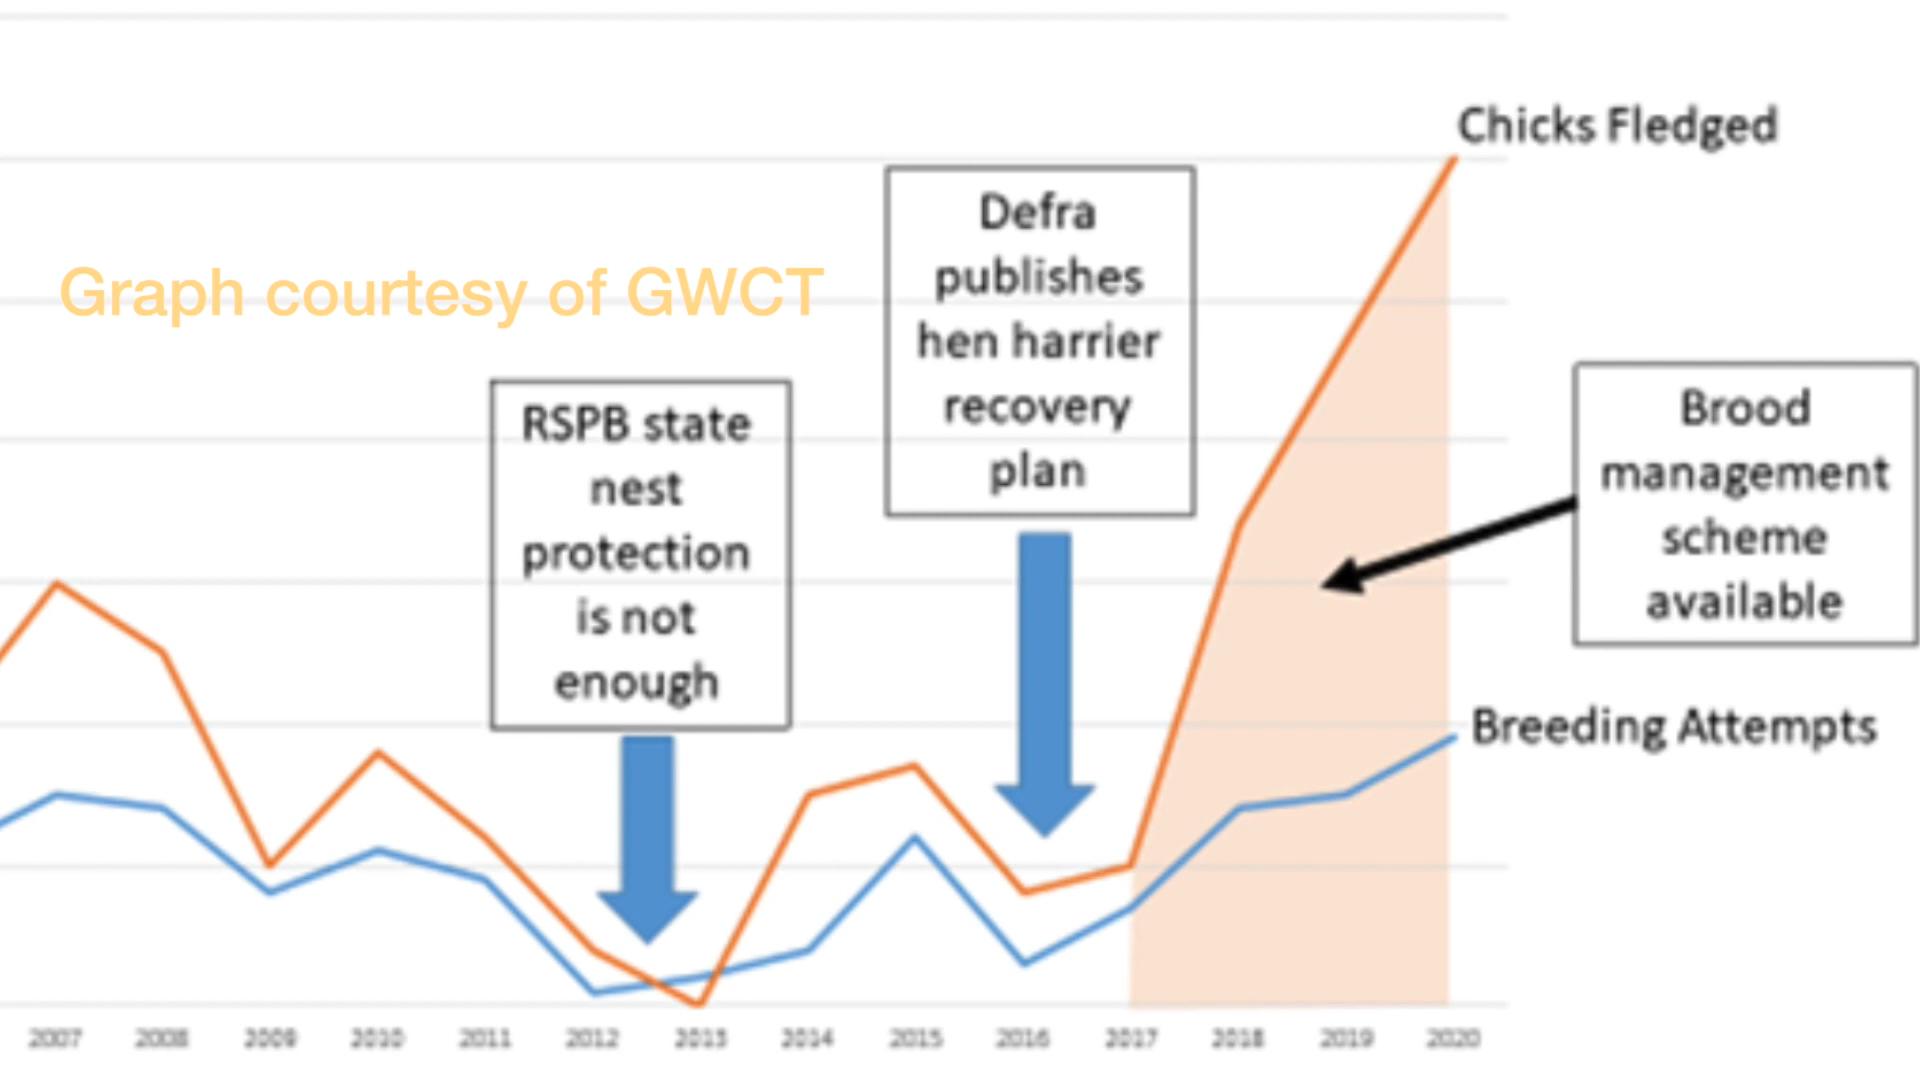 Chicks Fledged
Graph courtesy of GWCT
Defra
publishes
hen harrier
recovery
plan
RSPB state
nest
protection
is not
enough
Brood
management
scheme
available
Breeding Attempts
2007 2008 2009 2010 2011 2012 2013 2014 2015 2016 2017 2018 2019 2020